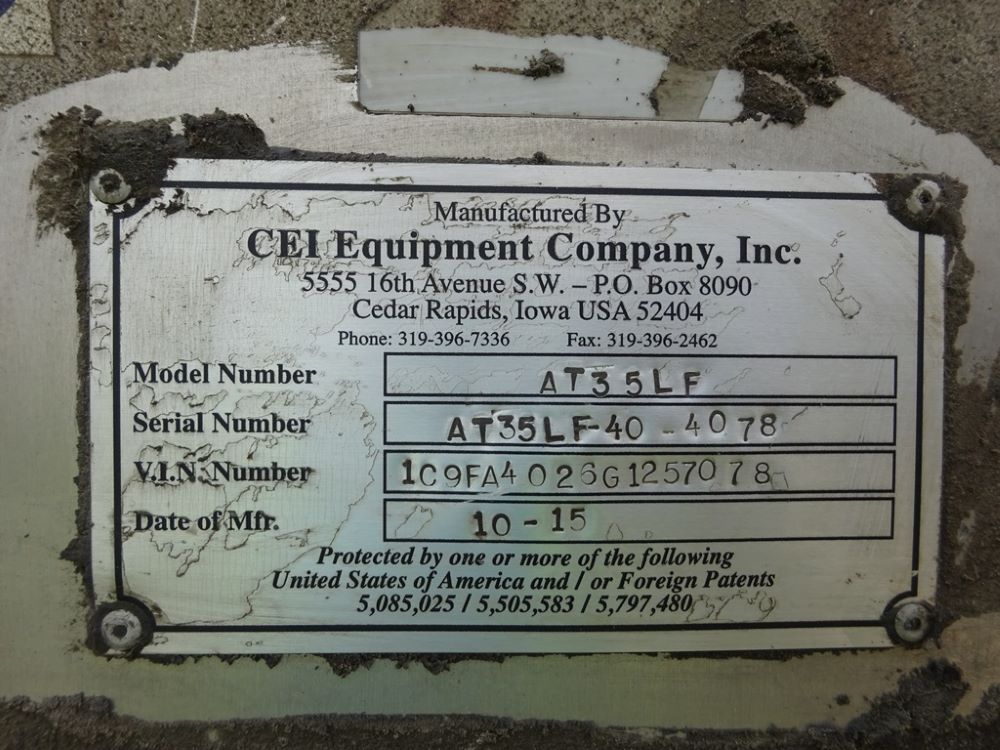 Manufactured By
CEI Equipment Company, Inc.
5555 16th Avenue S.W. – P.O. Box 8090
Cedar Rapids, Iowa USA 52404
Phone: 319-396-7336 Fax: 319-396-2462
Model Number AT35LF
Serial Number AT35LF-40 - 4078
V.I.N. Number 1C9FA4026G1257078
Date of Mfr. 10 - 15
Protected by one or more of the following
United States of America and / or Foreign Patents
5,085,025 / 5,505,583 / 5,797,480